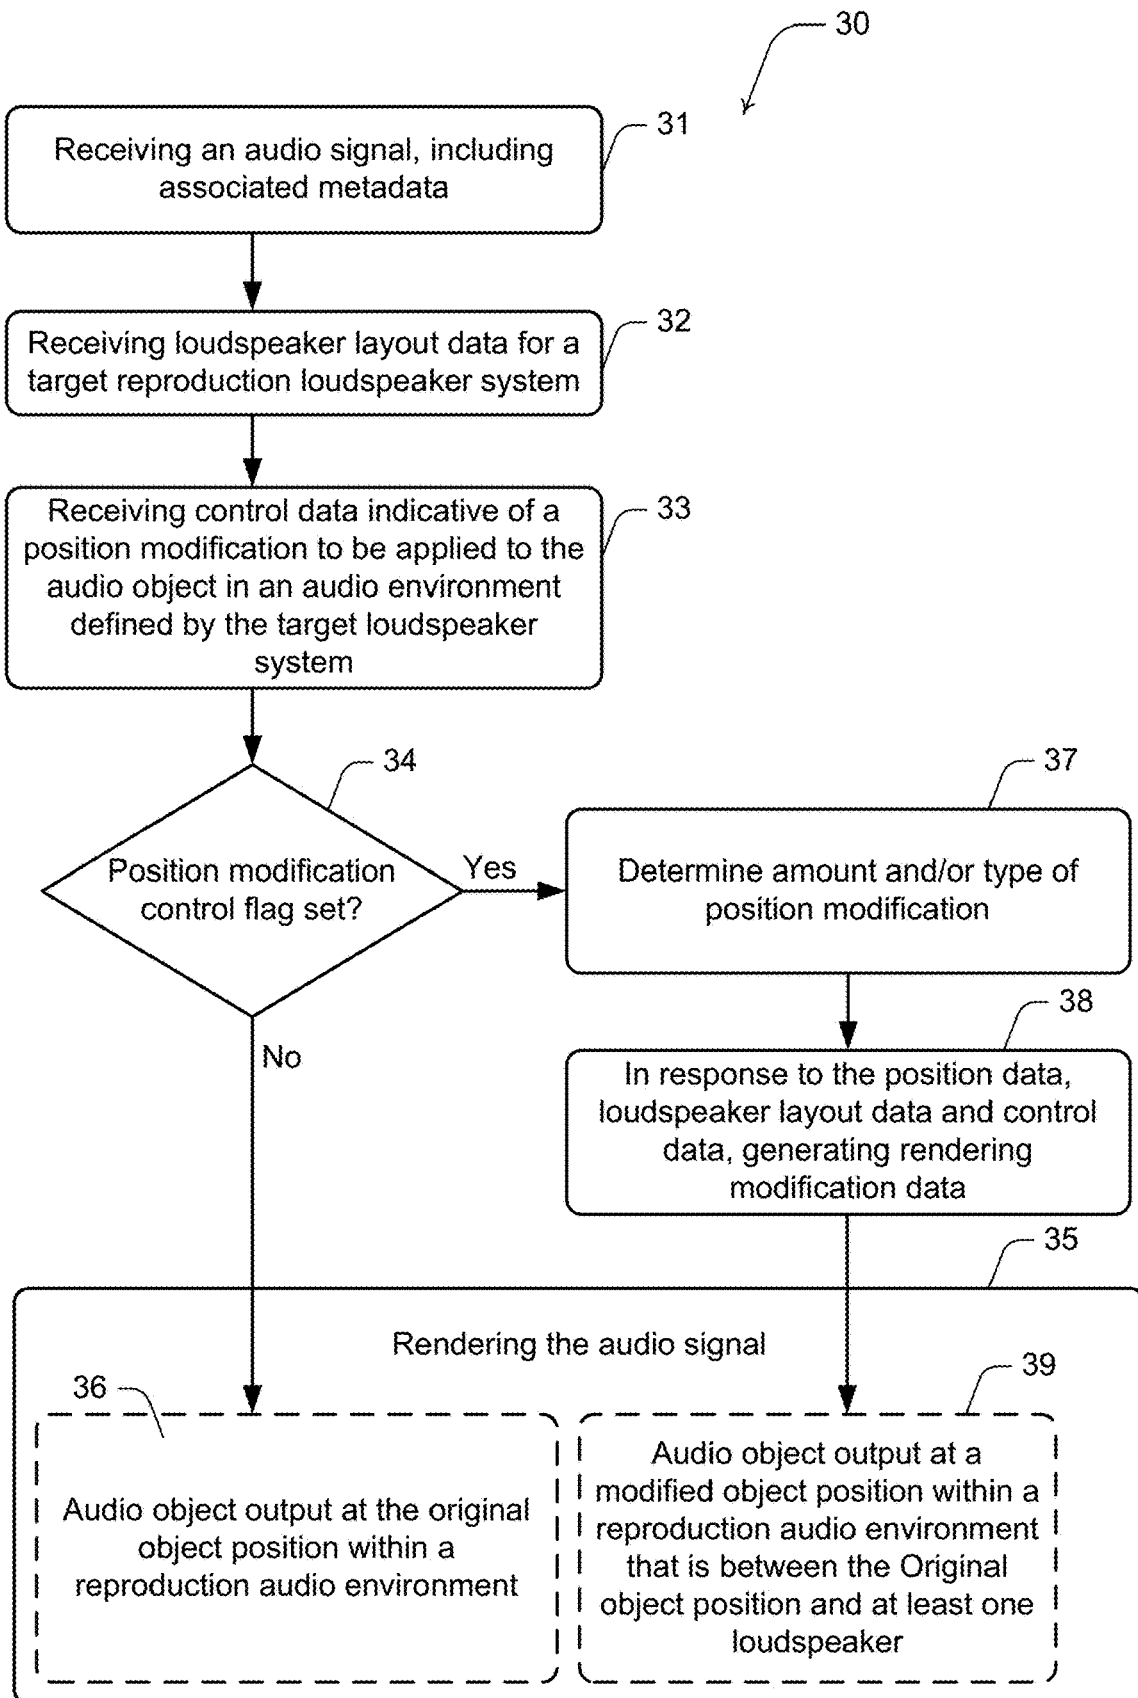 30
31
Receiving an audio signal, including
associated metadata
32
Receiving loudspeaker layout data for a
target reproduction loudspeaker system
33
Receiving control data indicative of a
position modification to be applied to the
audio object in an audio environment
defined by the target loudspeaker
system
34
Position modification
control flag set?
Yes
No
37
Determine amount and/or type of
position modification
38
In response to the position data,
loudspeaker layout data and control
data, generating rendering
modification data
35
Rendering the audio signal
36
Audio object output at the original
object position within a
reproduction audio environment
39
Audio object output at a
modified object position within a
reproduction audio environment
that is between the Original
object position and at least one
loudspeaker